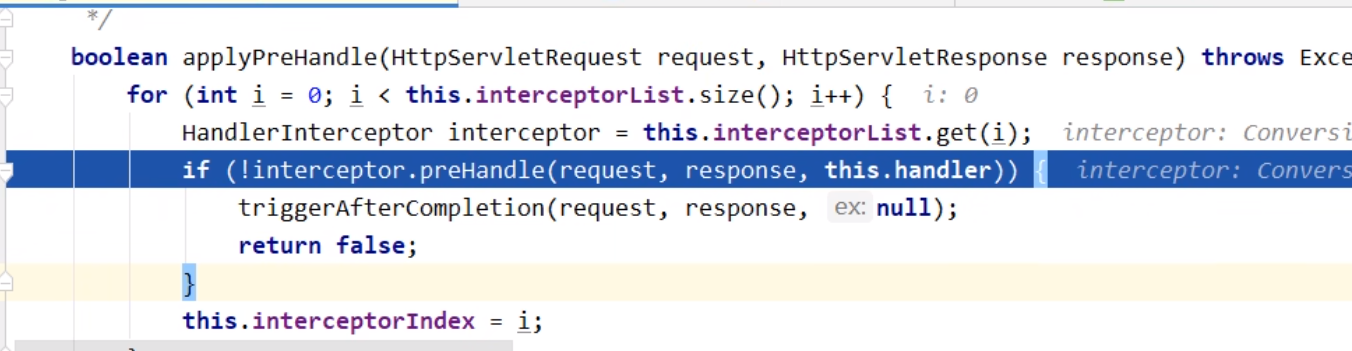 */
boolean applyPreHandle(HttpServletRequest request, HttpServletResponse response) throws Exce
for (int i = 0; i < this.interceptorList.size(); i++) { i: 0
HandlerInterceptor interceptor = this.interceptorList.get(i); interceptor: Conversi
if (!interceptor.preHandle(request, response, this.handler)) { interceptor: Convers
triggerAfterCompletion(request, response, ex: null);
return false;
}
this.interceptorIndex = i;